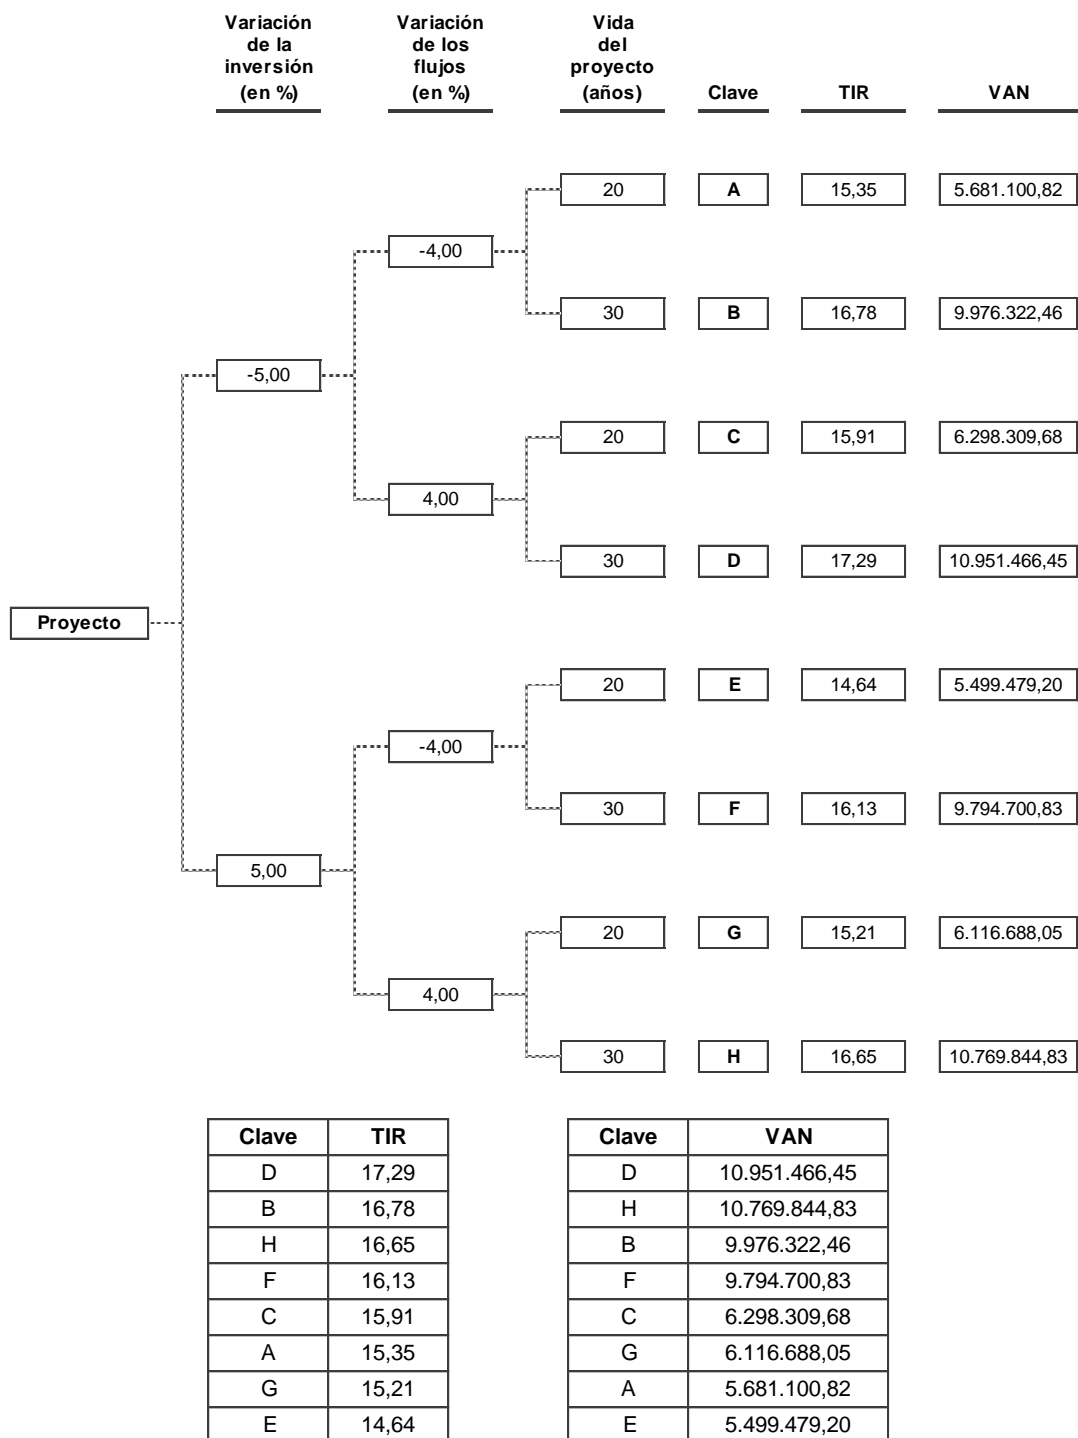 Variación de la inversión (en %)
Variación de los flujos (en %)
Vida del proyecto (años)
Clave
TIR
VAN
20 A 15,35 5.681.100,82
-4,00
30 B 16,78 9.976.322,46
-5,00
20 C 15,91 6.298.309,68
4,00
30 D 17,29 10.951.466,45
Proyecto
20 E 14,64 5.499.479,20
-4,00
30 F 16,13 9.794.700,83
5,00
20 G 15,21 6.116.688,05
4,00
30 H 16,65 10.769.844,83
Clave TIR
D 17,29
B 16,78
H 16,65
F 16,13
C 15,91
A 15,35
G 15,21
E 14,64
Clave VAN
D 10.951.466,45
H 10.769.844,83
B 9.976.322,46
F 9.794.700,83
C 6.298.309,68
G 6.116.688,05
A 5.681.100,82
E 5.499.479,20